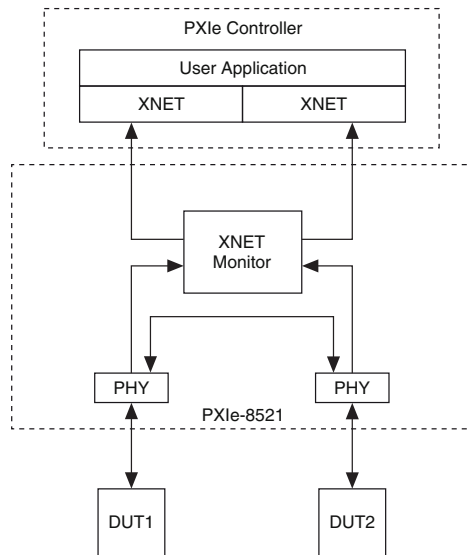 PXIe Controller
User Application
XNET
XNET
XNET
Monitor
PHY
PHY
PXIe-8521
DUT1
DUT2